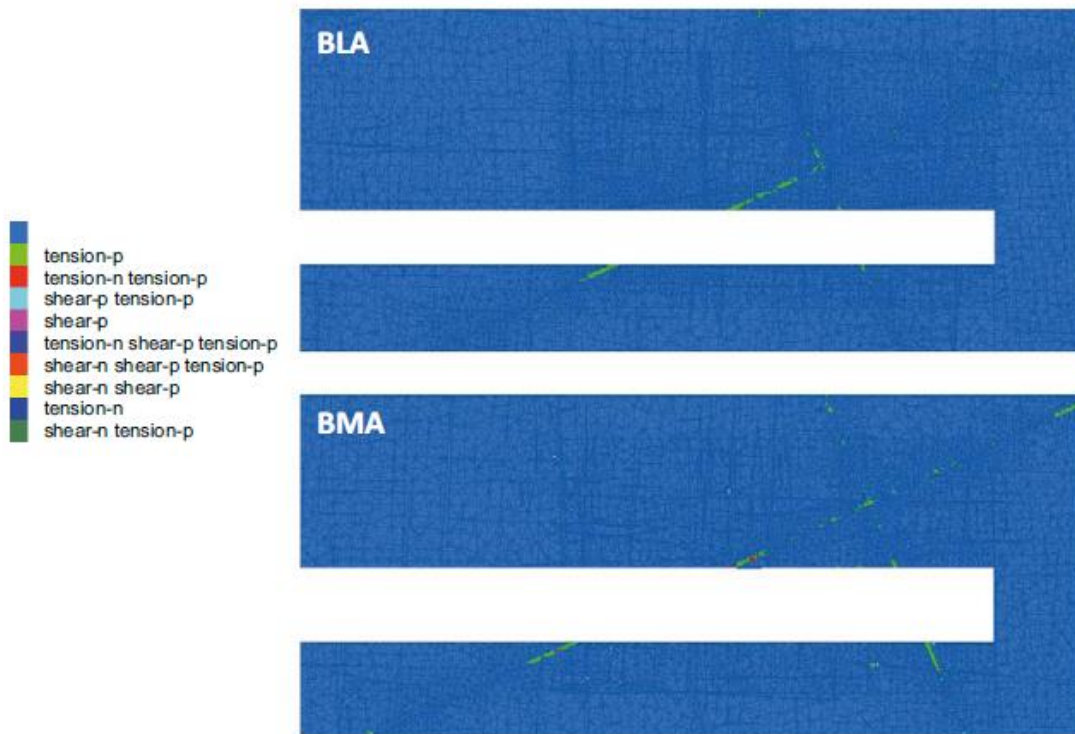 BLA
tension-p
tension-n tension-p
shear-p tension-p
shear-p
tension-n shear-p tension-p
shear-n shear-p tension-p
shear-n shear-p
tension-n
shear-n tension-p
BMA